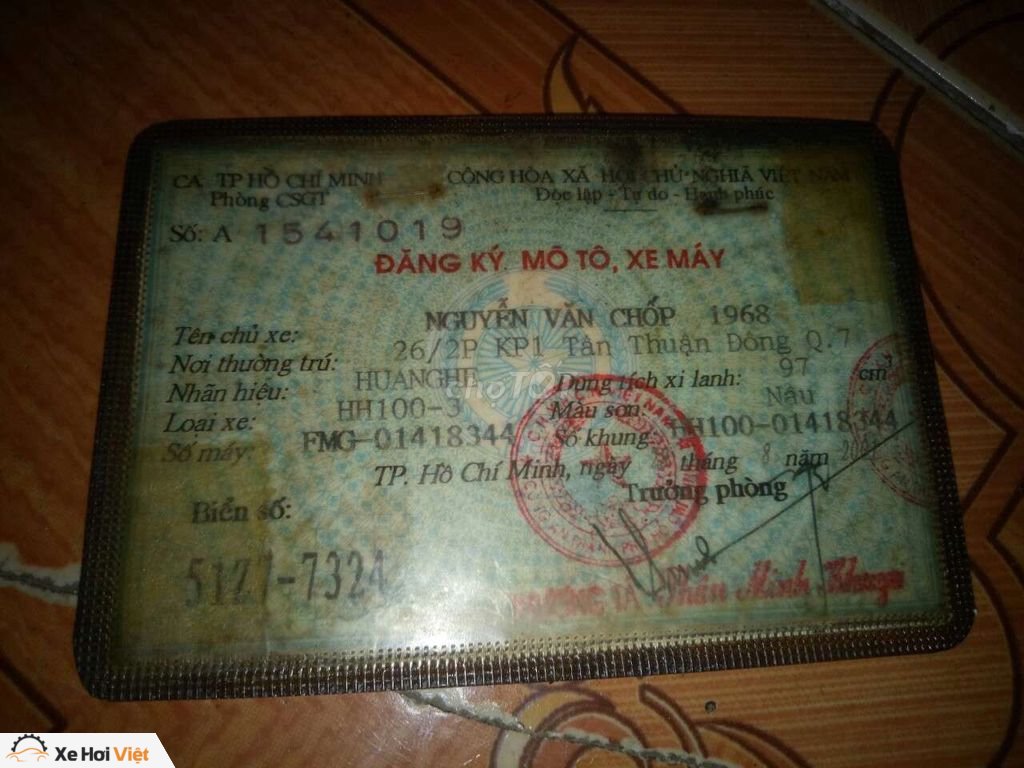 CA TP HỒ CHÍ MINH
Phòng CSGT
CỘNG HÒA XÃ HỘI CHỦ NGHĨA VIỆT NAM
Độc lập - Tự do - Hạnh phúc
Số: A 1541019
ĐĂNG KÝ MÔ TÔ, XE MÁY
Tên chủ xe: NGUYỄN VĂN CHỐP 1968
Nơi thường trú: 26/2P KP1 Tân Thuận Đông Q.7
Nhãn hiệu: HUANGHE Dung tích xi lanh: 97 cm³
Loại xe: HH100-3 Màu sơn: Nâu
Số máy: FMG-01418344 Số khung: HH100-01418344
TP. Hồ Chí Minh, ngày tháng 8 năm
Trưởng phòng
Biển số:
51Z7-7324
chợ TỐT
Xe Hơi Việt